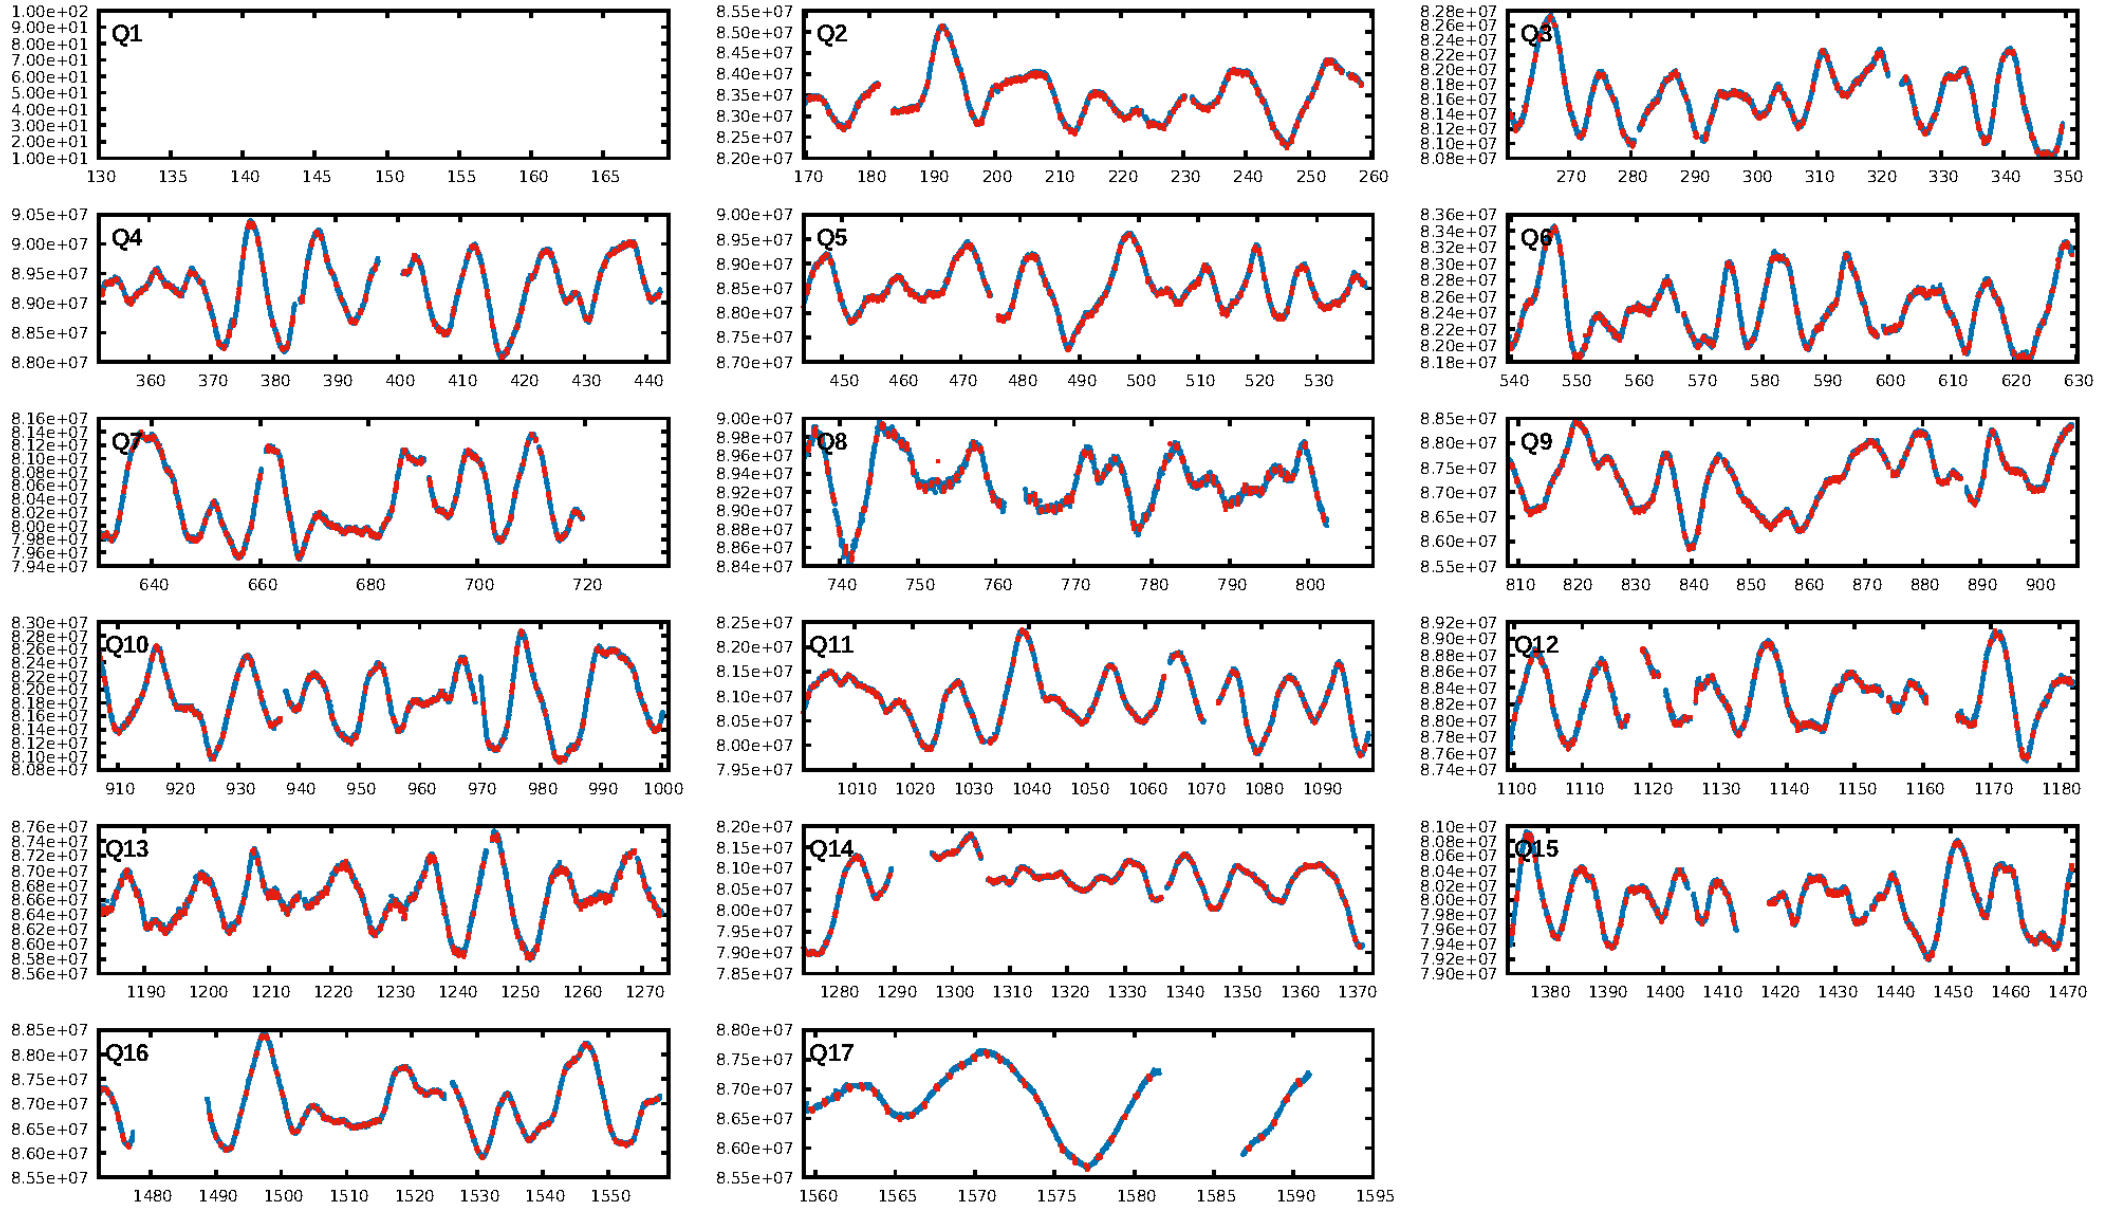 1.00e+02
9.00e+01
8.00e+01
7.00e+01
6.00e+01
5.00e+01
4.00e+01
3.00e+01
2.00e+01
1.00e+01
Q1
130 135 140 145 150 155 160 165
8.55e+07
8.50e+07
8.45e+07
8.40e+07
8.35e+07
8.30e+07
8.25e+07
8.20e+07
Q2
170 180 190 200 210 220 230 240 250 260
8.28e+07
8.26e+07
8.24e+07
8.22e+07
8.20e+07
8.18e+07
8.16e+07
8.14e+07
8.12e+07
8.10e+07
8.08e+07
Q3
270 280 290 300 310 320 330 340 350
9.05e+07
9.00e+07
8.95e+07
8.90e+07
8.85e+07
8.80e+07
Q4
360 370 380 390 400 410 420 430 440
9.00e+07
8.95e+07
8.90e+07
8.85e+07
8.80e+07
8.75e+07
8.70e+07
Q5
450 460 470 480 490 500 510 520 530
8.36e+07
8.34e+07
8.32e+07
8.30e+07
8.28e+07
8.26e+07
8.24e+07
8.22e+07
8.20e+07
8.18e+07
Q6
540 550 560 570 580 590 600 610 620 630
8.16e+07
8.14e+07
8.12e+07
8.10e+07
8.08e+07
8.06e+07
8.04e+07
8.02e+07
8.00e+07
7.98e+07
7.96e+07
7.94e+07
Q7
640 660 680 700 720
9.00e+07
8.98e+07
8.96e+07
8.94e+07
8.92e+07
8.90e+07
8.88e+07
8.86e+07
8.84e+07
Q8
740 750 760 770 780 790 800
8.85e+07
8.80e+07
8.75e+07
8.70e+07
8.65e+07
8.60e+07
8.55e+07
Q9
810 820 830 840 850 860 870 880 890 900
8.30e+07
8.28e+07
8.26e+07
8.24e+07
8.22e+07
8.20e+07
8.18e+07
8.16e+07
8.14e+07
8.12e+07
8.10e+07
8.08e+07
Q10
910 920 930 940 950 960 970 980 990 1000
8.25e+07
8.20e+07
8.15e+07
8.10e+07
8.05e+07
8.00e+07
7.95e+07
Q11
1010 1020 1030 1040 1050 1060 1070 1080 1090
8.92e+07
8.90e+07
8.88e+07
8.86e+07
8.84e+07
8.82e+07
8.80e+07
8.78e+07
8.76e+07
8.74e+07
Q12
1100 1110 1120 1130 1140 1150 1160 1170 1180
8.76e+07
8.74e+07
8.72e+07
8.70e+07
8.68e+07
8.66e+07
8.64e+07
8.62e+07
8.60e+07
8.58e+07
8.56e+07
Q13
1190 1200 1210 1220 1230 1240 1250 1260 1270
8.20e+07
8.15e+07
8.10e+07
8.05e+07
8.00e+07
7.95e+07
7.90e+07
7.85e+07
Q14
1280 1290 1300 1310 1320 1330 1340 1350 1360 1370
8.10e+07
8.08e+07
8.06e+07
8.04e+07
8.02e+07
8.00e+07
7.98e+07
7.96e+07
7.94e+07
7.92e+07
7.90e+07
Q15
1380 1390 1400 1410 1420 1430 1440 1450 1460 1470
8.85e+07
8.80e+07
8.75e+07
8.70e+07
8.65e+07
8.60e+07
8.55e+07
Q16
1480 1490 1500 1510 1520 1530 1540 1550
8.80e+07
8.75e+07
8.70e+07
8.65e+07
8.60e+07
8.55e+07
Q17
1560 1565 1570 1575 1580 1585 1590 1595